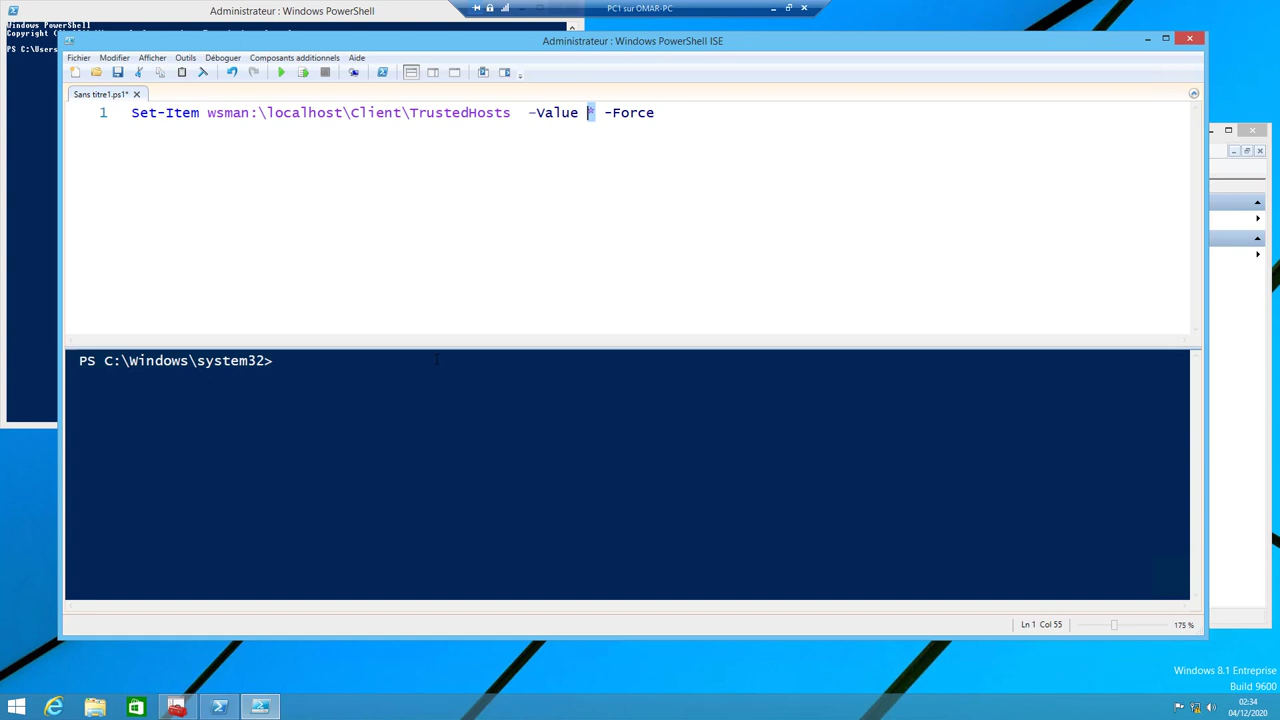 Administrateur : Windows PowerShell
PC1 sur OMAR-PC
Windows PowerShell
PS C:\Users
Administrateur : Windows PowerShell ISE
Fichier Modifier Afficher Outils Déboguer Composants additionnels Aide
Sans titre1.ps1*
1 Set-Item wsman:\localhost\Client\TrustedHosts -Value * -Force
PS C:\Windows\system32>
Ln 1 Col 55
175 %
Windows 8.1 Entreprise
Build 9600
02:34
04/12/2020